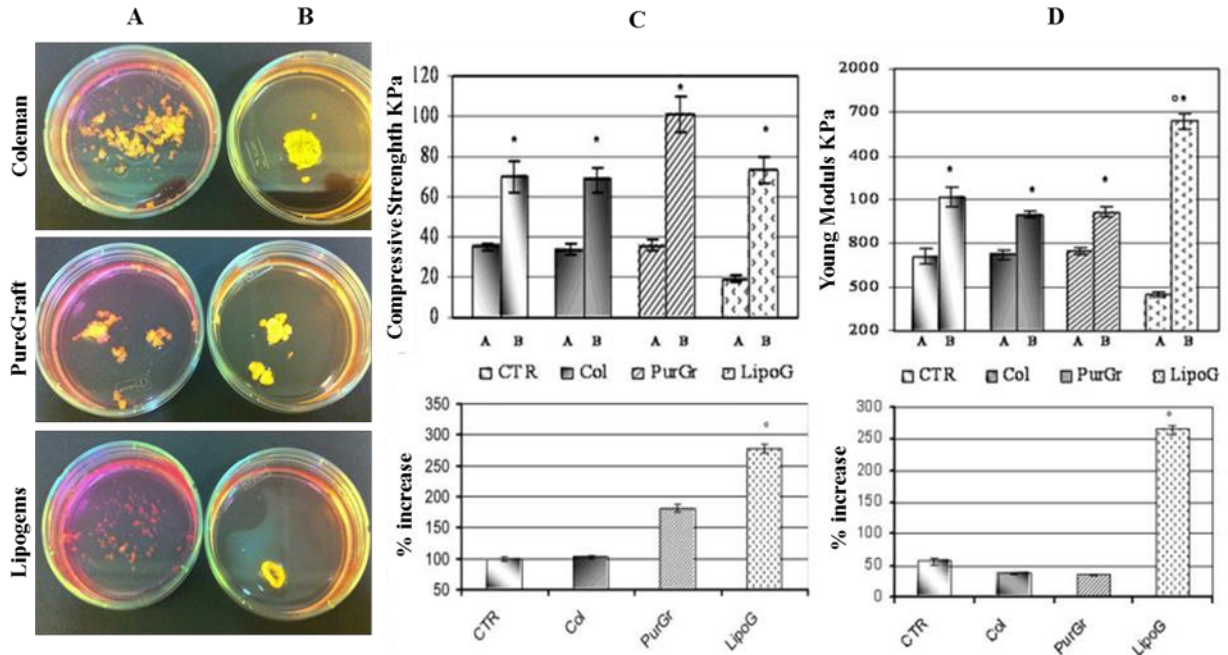 A
B
C
D
Coleman
PureGraft
Lipogems
Compressive Strenghth KPa
120
100
80
60
40
20
0
A B A B A B A B
CTR Col PurGr LipoG
Young Moduls KPa
2000
700
400
100
800
500
200
A B A B A B A B
CTR Col PurGr LipoG
% increase
350
300
250
200
150
100
50
CTR Col PurGr LipoG
% increase
300
250
200
150
100
50
0
CTR Col PurGr LipoG